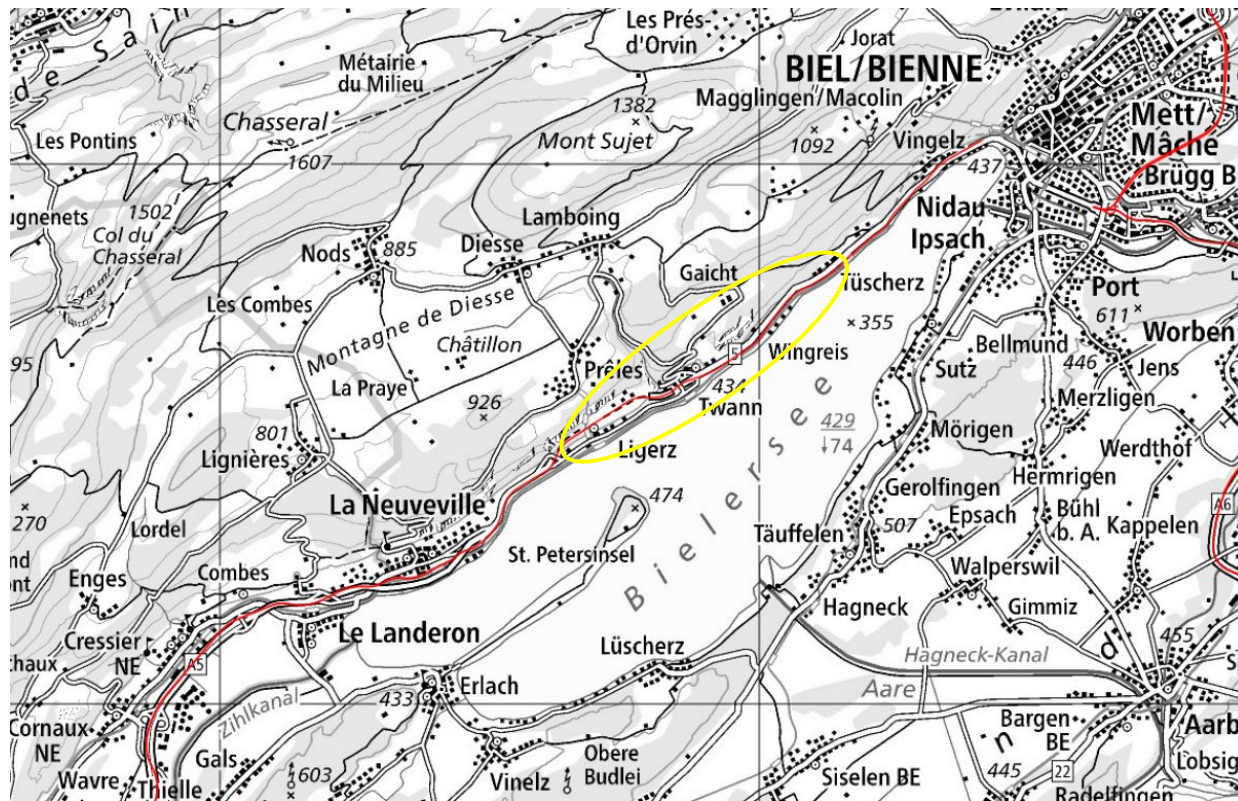 Les Prés-
d'Orvin
Jorat
BIEL/BIENNE
Métairie
du Milieu
Magglingen/Macolin
1382
Mont Sujet
1092
Vingelz
Mett/
Mâche
Brügg B
Les Pontins
Chasseral
1607
437
Nidau
Ipsach
1502
Col du
Chasseral
ugnenets
Lamboing
Diesse
Nods
885
Gaicht
Tüscherz
Port
611
Les Combes
Montagne de Diesse
355
Worben
Châtillon
5
Wingreis
Bellmund
446
Jens
95
La Praye
Prêles
434
Twann
Sutz
Merzligen
926
429
74
Mörigen
Werdthof
801
Lignières
Ligerz
Hermrigen
La Neuveville
474
Gerolfingen
Epsach
Bühl
b. A.
Kappelen
A6
270
Lordel
Bielersee
Täuffelen
507
St. Petersinsel
nd
ent
Enges
Combes
Walperswil
Hagneck
Gimmiz
Cressier
NE
Le Landeron
Lüscherz
455
chaux
A5
Hagneck-Kanal
d
Erlach
Aare
433
Zihlkanal
Cornaux
NE
Bargen
BE
Aarb
Gals
Obere
Budlei
n
Lobsig
Wavre
Thielle
603
Vinelz
Siselen BE
445
22
Radelfingen